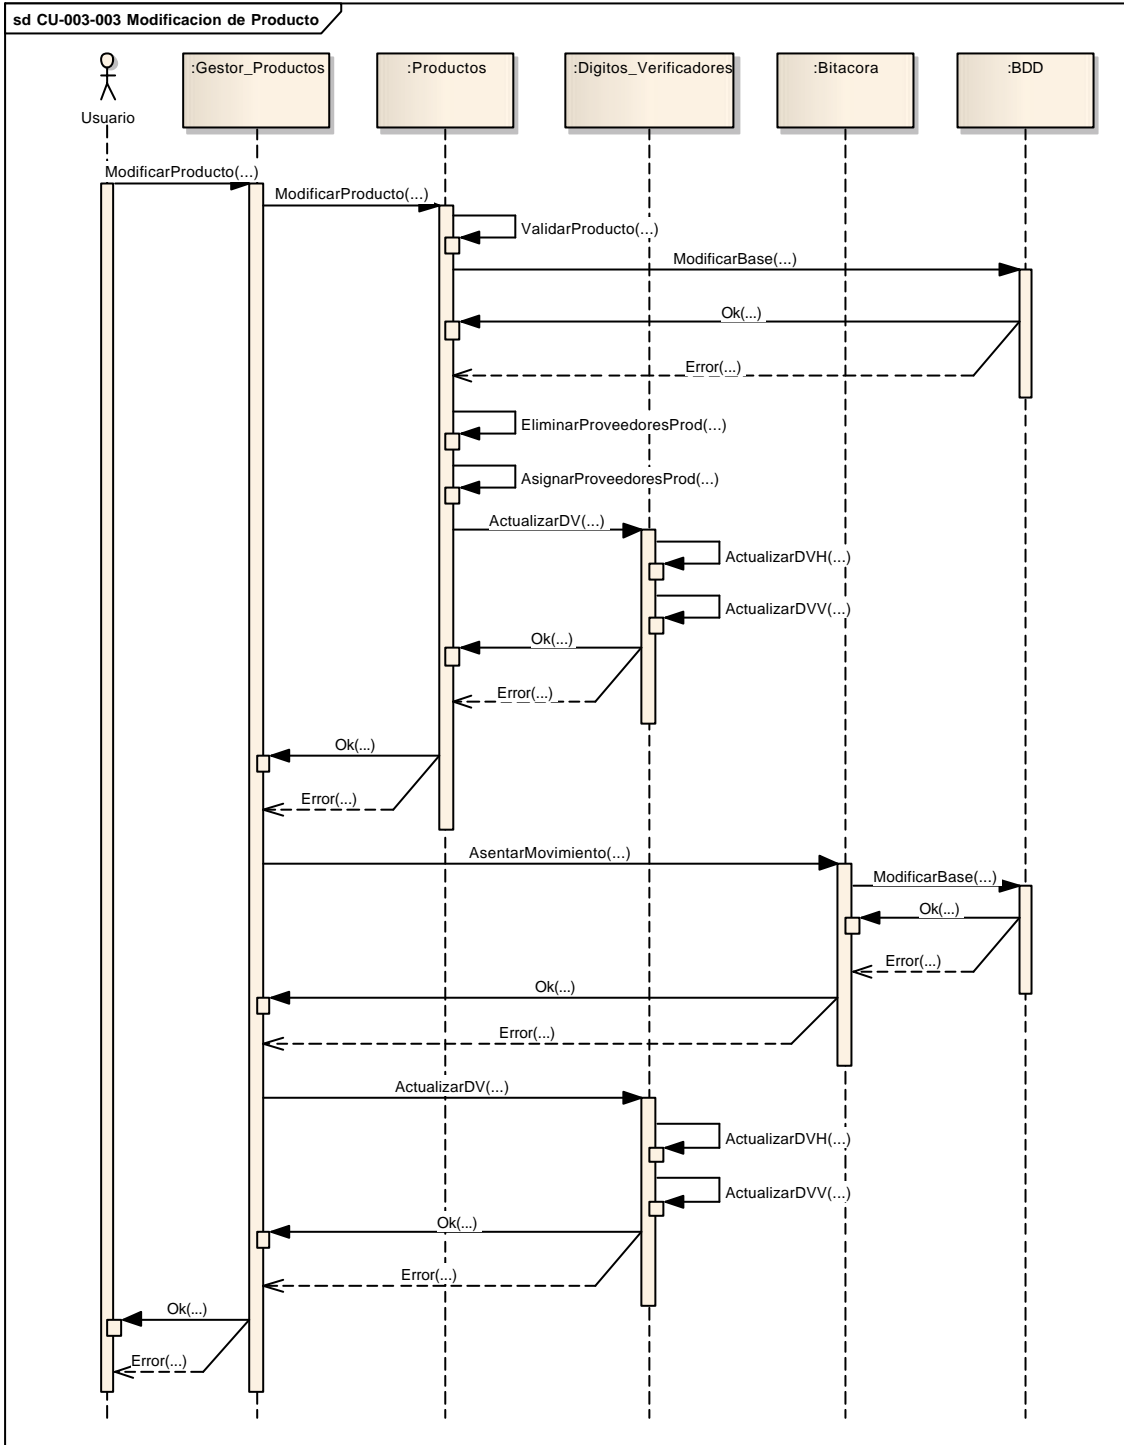 sd CU-003-003 Modificacion de Producto
Usuario
:Gestor_Productos
:Productos
:Digitos_Verificadores
:Bitacora
:BDD
ModificarProducto(...)
ModificarProducto(...)
ValidarProducto(...)
ModificarBase(...)
Ok(...)
Error(...)
EliminarProveedoresProd(...)
AsignarProveedoresProd(...)
ActualizarDV(...)
ActualizarDVH(...)
ActualizarDVV(...)
Ok(...)
Error(...)
Ok(...)
Error(...)
AsentarMovimiento(...)
ModificarBase(...)
Ok(...)
Error(...)
Ok(...)
Error(...)
ActualizarDV(...)
ActualizarDVH(...)
ActualizarDVV(...)
Ok(...)
Error(...)
Ok(...)
Error(...)